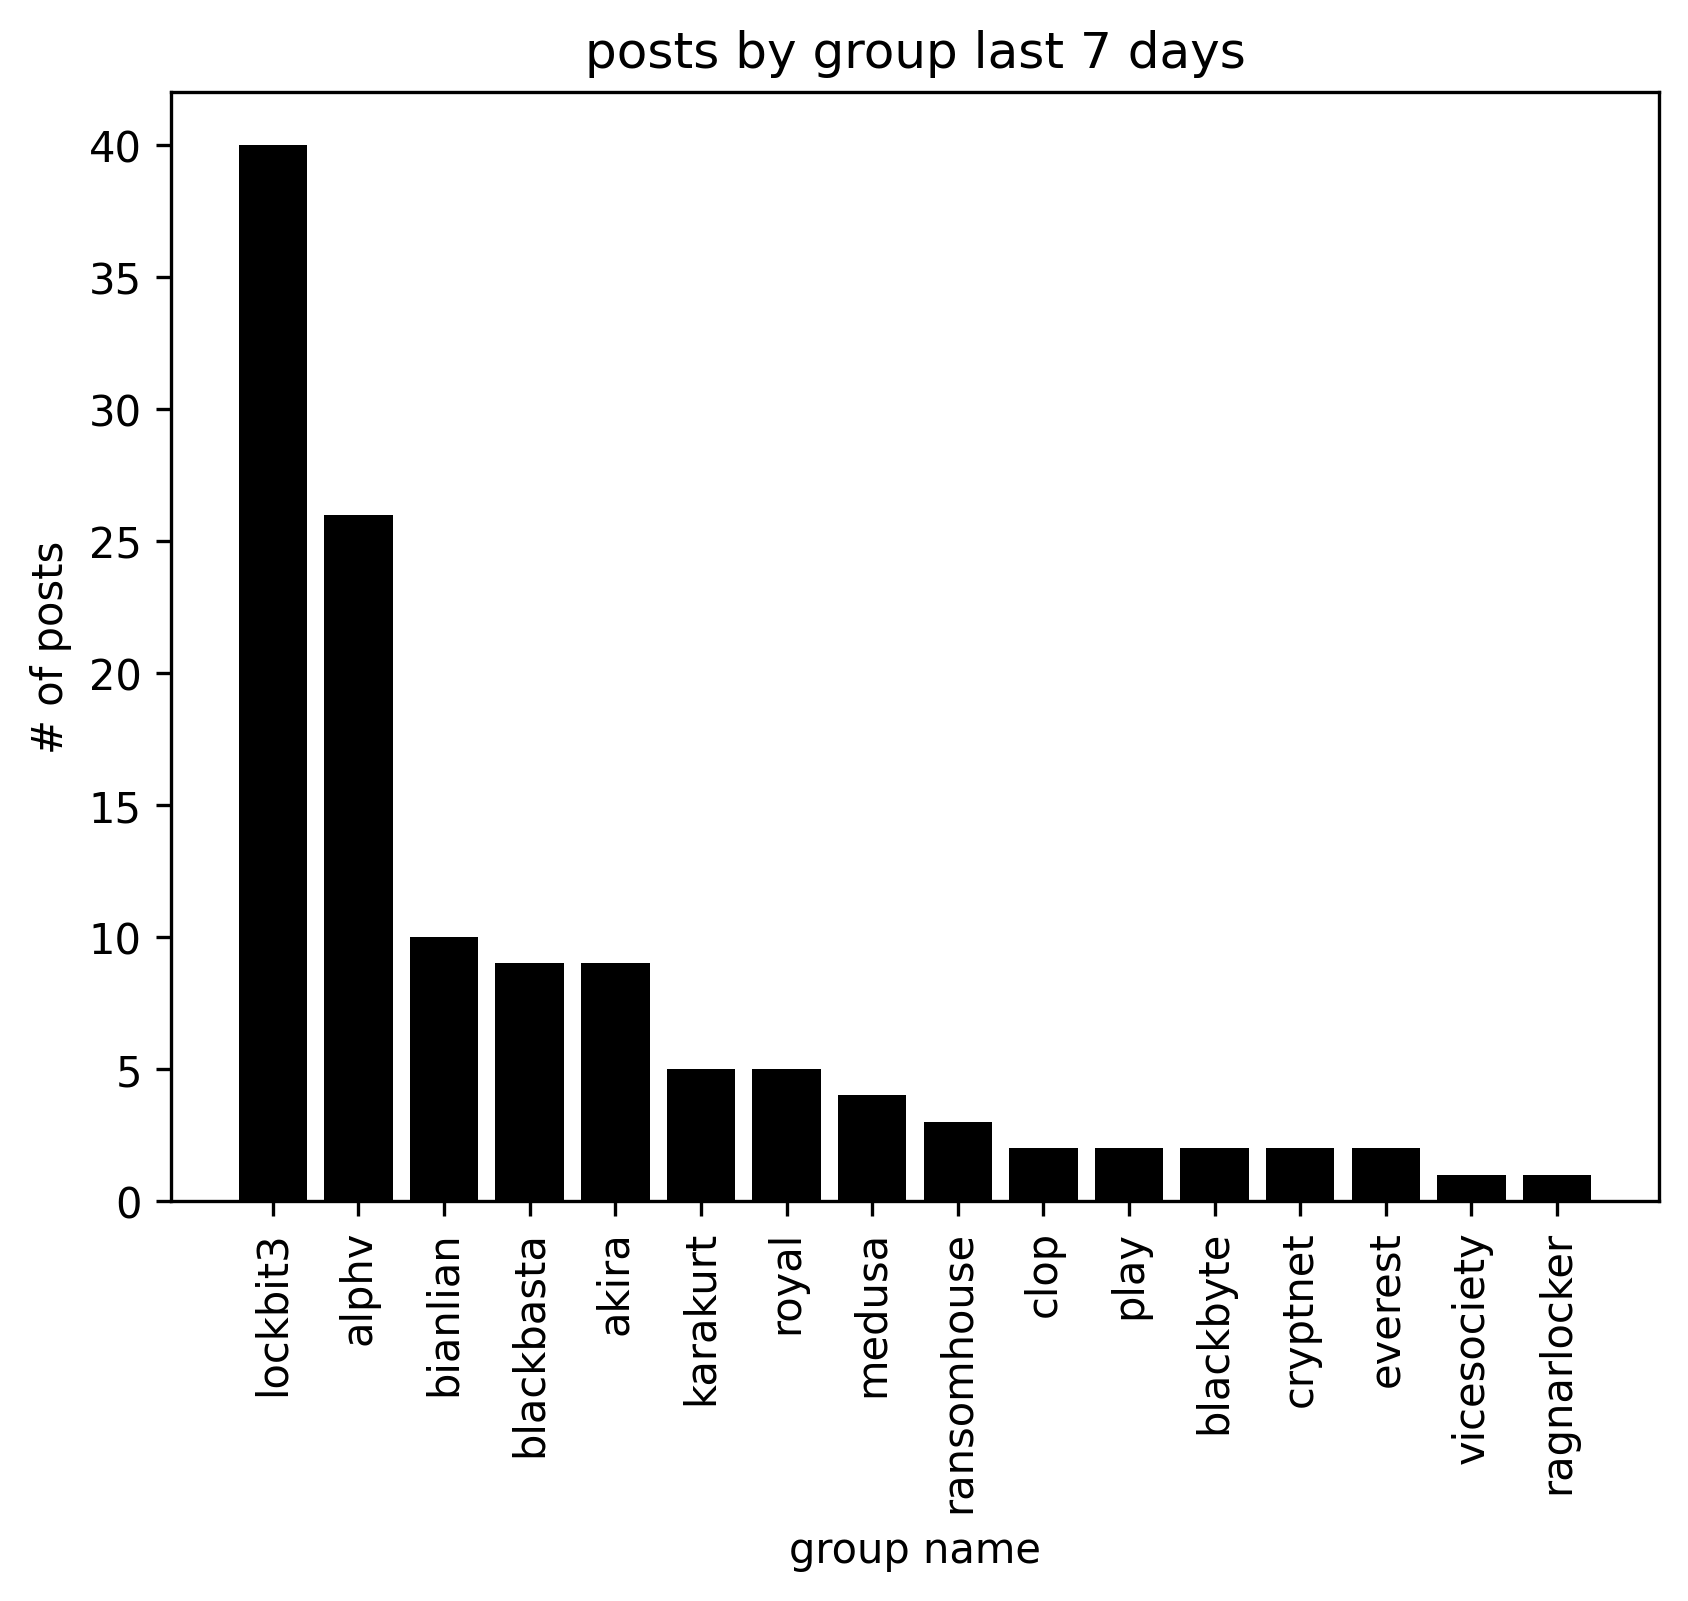 posts by group last 7 days
# of posts
40
35
30
25
20
15
10
5
0
lockbit3
alphv
bianlian
blackbasta
akira
karakurt
royal
medusa
ransomhouse
clop
play
blackbyte
cryptnet
everest
vicesociety
ragnarlocker
group name